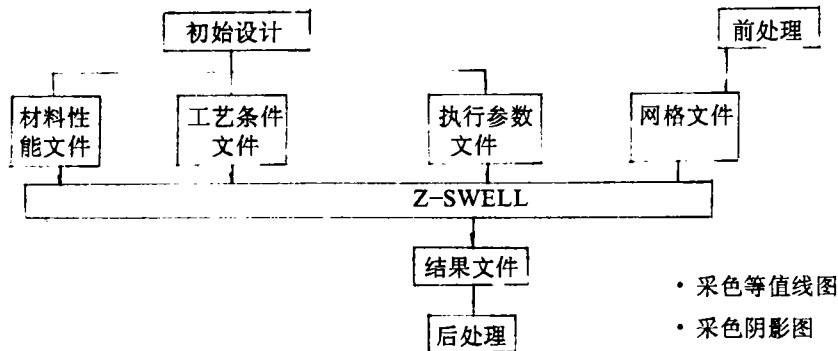 初始设计
前处理
材料性
能文件
工艺条件
文件
执行参数
文件
网格文件
Z-SWELL
结果文件
后处理
·采色等值线图
·采色阴影图